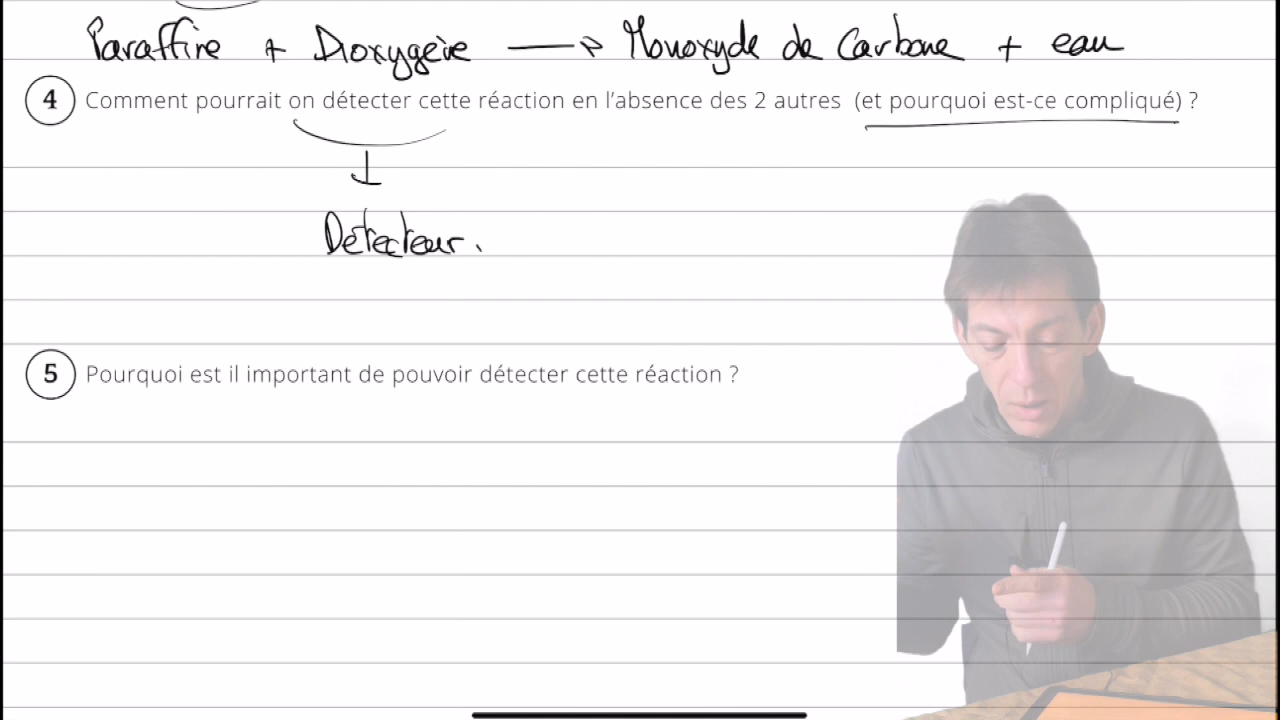 Paraffine + Dioxygène → Monoxyde de Carbone + eau
4 Comment pourrait on détecter cette réaction en l'absence des 2 autres (et pourquoi est-ce compliqué) ?
Détecteur.
5 Pourquoi est il important de pouvoir détecter cette réaction ?